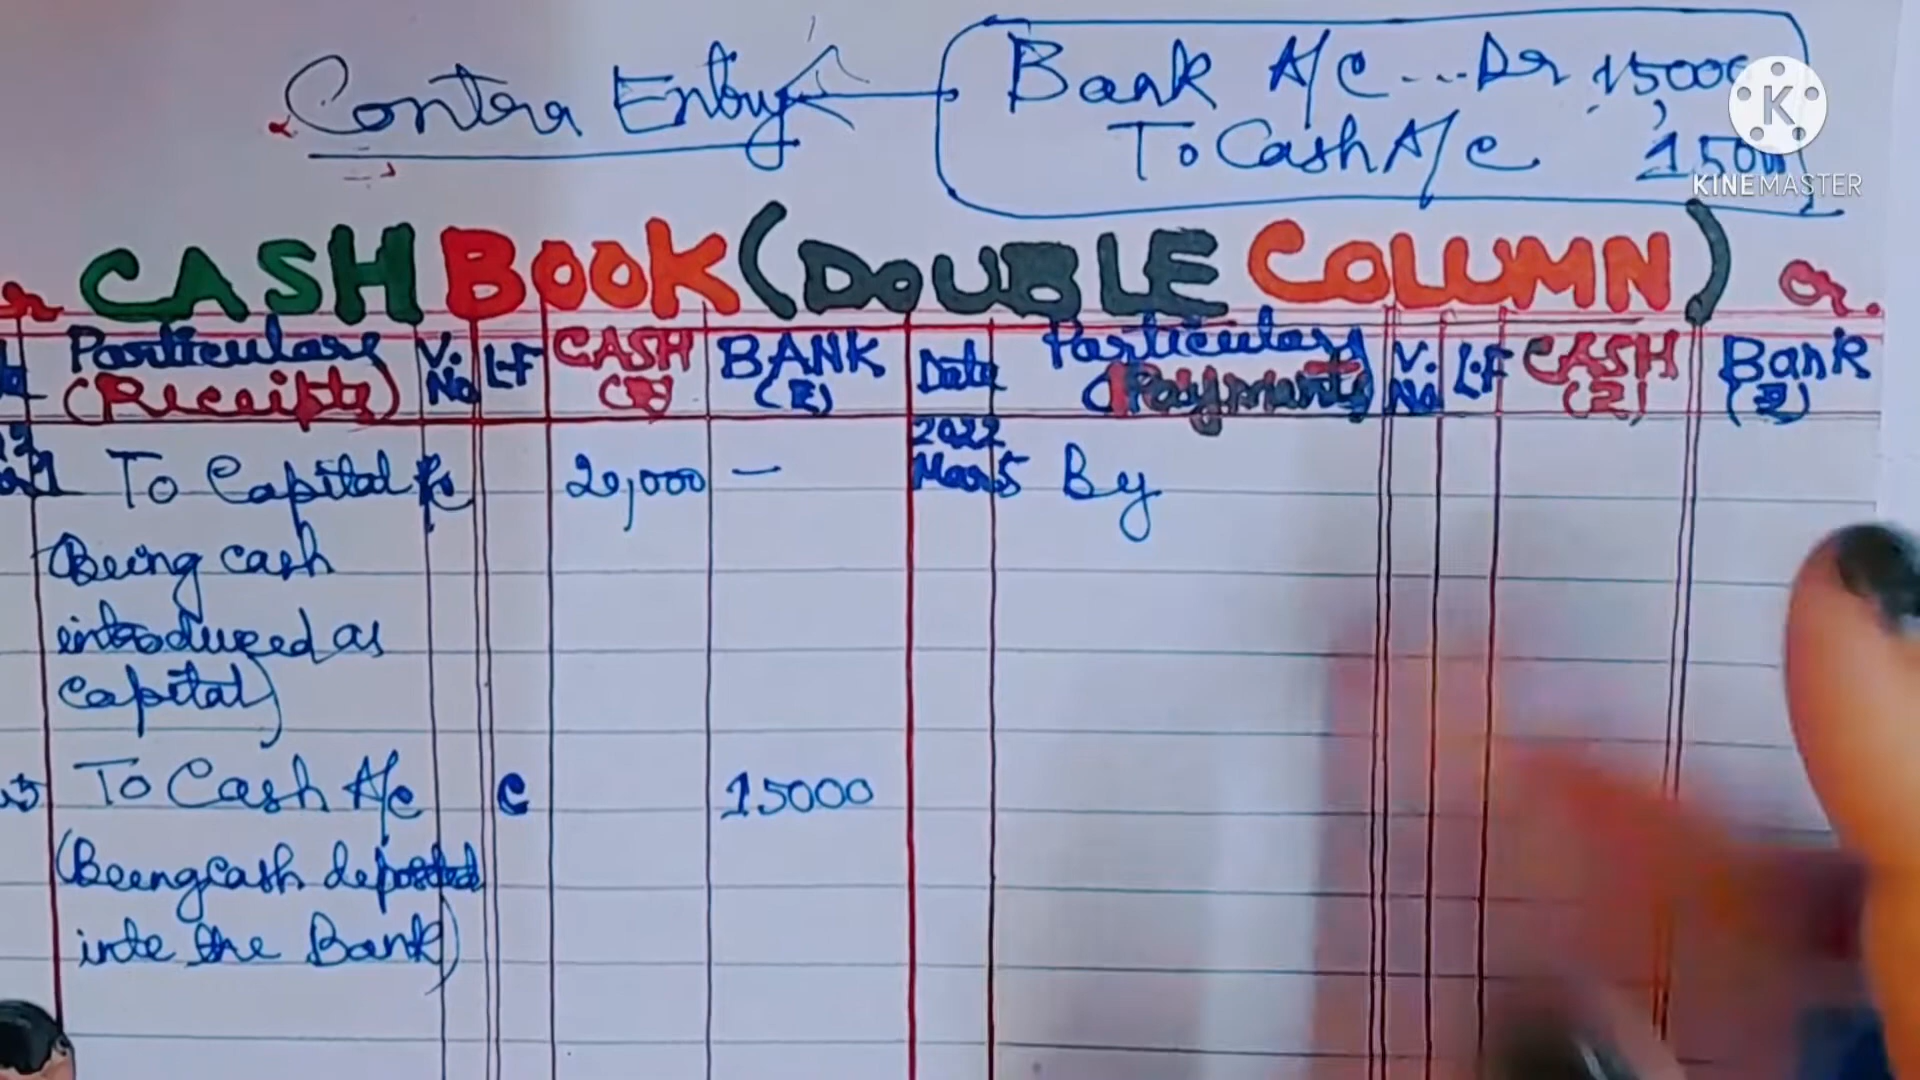 Contra Entry
Bank A/C ... Dr 15000
To Cash A/c 1500
K
KINEMASTER
CASH BOOK (DOUBLE COLUMN) Cr.
Particulars V. L.F CASH BANK Date Particulars V. L.F CASH Bank
(Receipts) No (₹) (₹) (Payments) No (₹) (₹)
2022
1 To Capital A/c 20,000 — Mar 5 By
(Being cash
introduced as
capital)
5 To Cash A/c C 15000
(Being cash deposited
into the Bank)